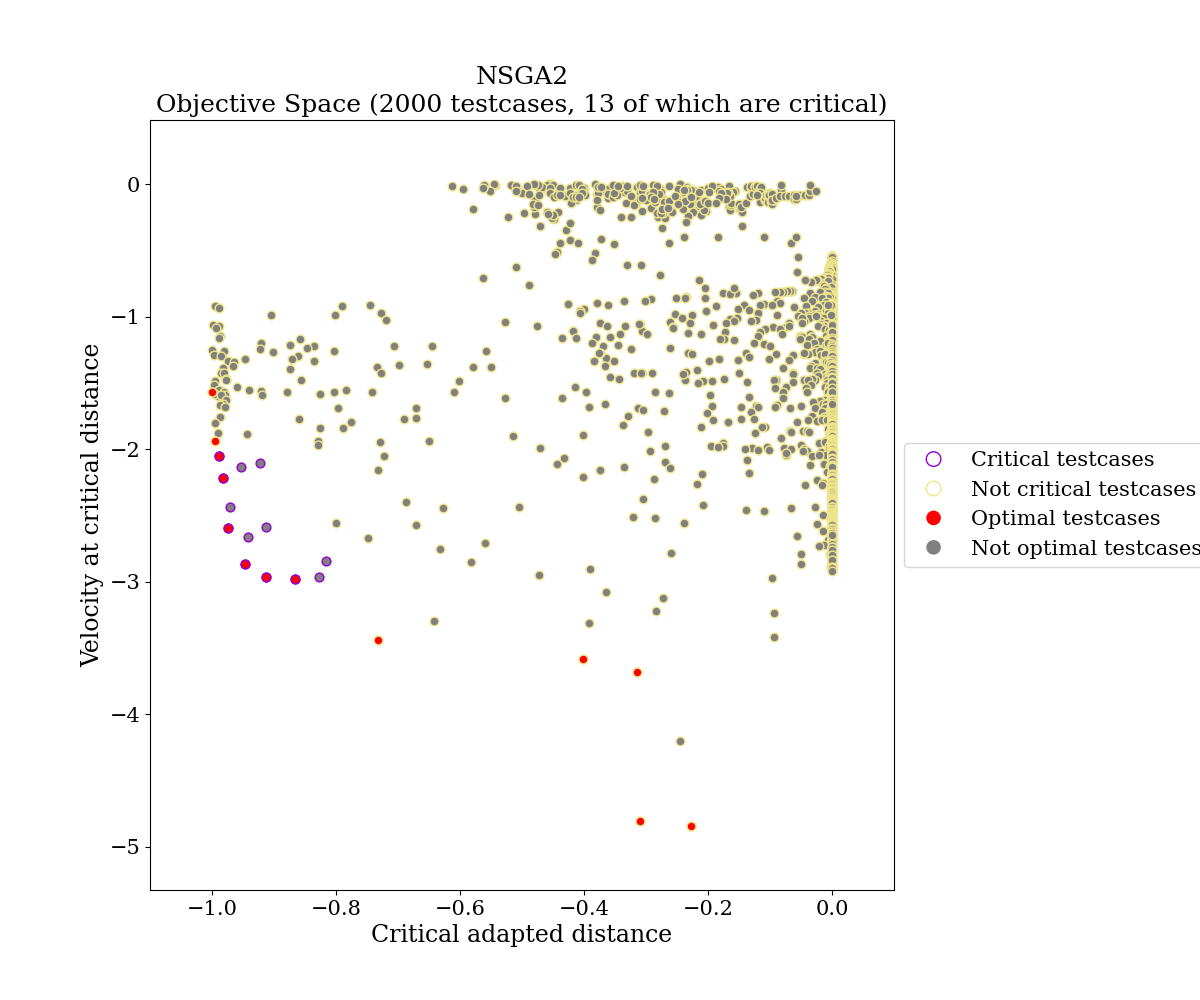 NSGA2
Objective Space (2000 testcases, 13 of which are critical)
Velocity at critical distance
0
−1
−2
−3
−4
−5
−1.0
−0.8
−0.6
−0.4
−0.2
0.0
Critical adapted distance
Critical testcases
Not critical testcases
Optimal testcases
Not optimal testcases